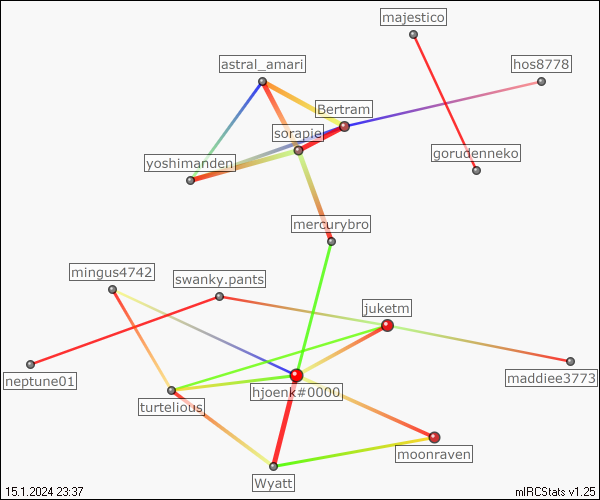 majestico
astral_amari
hos8778
Bertram
sorapie
yoshimanden
gorudenneko
mercurybro
mingus4742
swanky.pants
juketm
neptune01
maddiee3773
hjoenk#0000
turtelious
moonraven
Wyatt
15.1.2024 23:37
mIRCStats v1.25